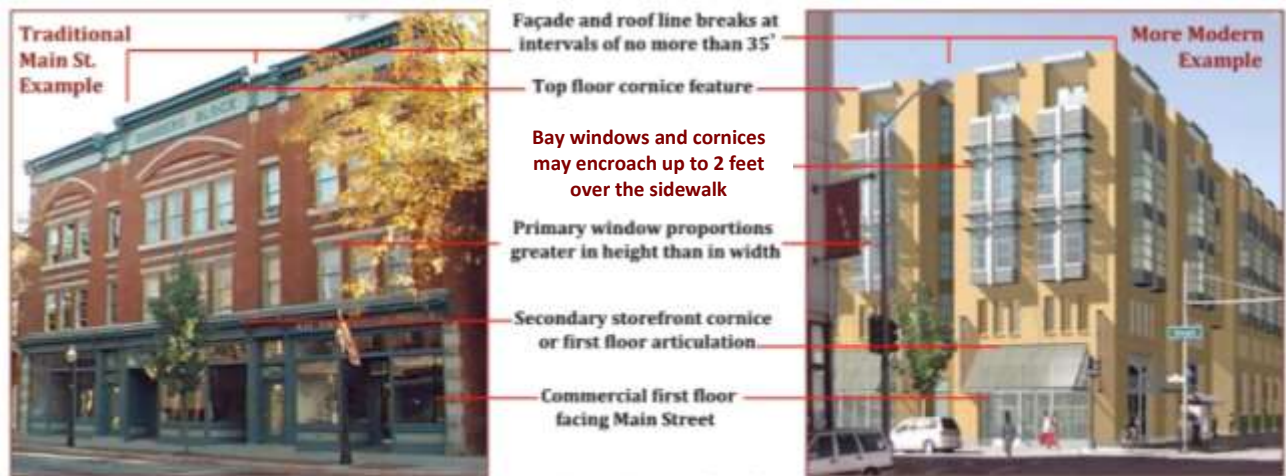 Traditional
Main St.
Example
Façade and roof line breaks at
intervals of no more than 35'
Top floor cornice feature
Bay windows and cornices
may encroach up to 2 feet
over the sidewalk
Primary window proportions
greater in height than in width
Secondary storefront cornice
or first floor articulation
Commercial first floor
facing Main Street
More Modern
Example
BLOCK